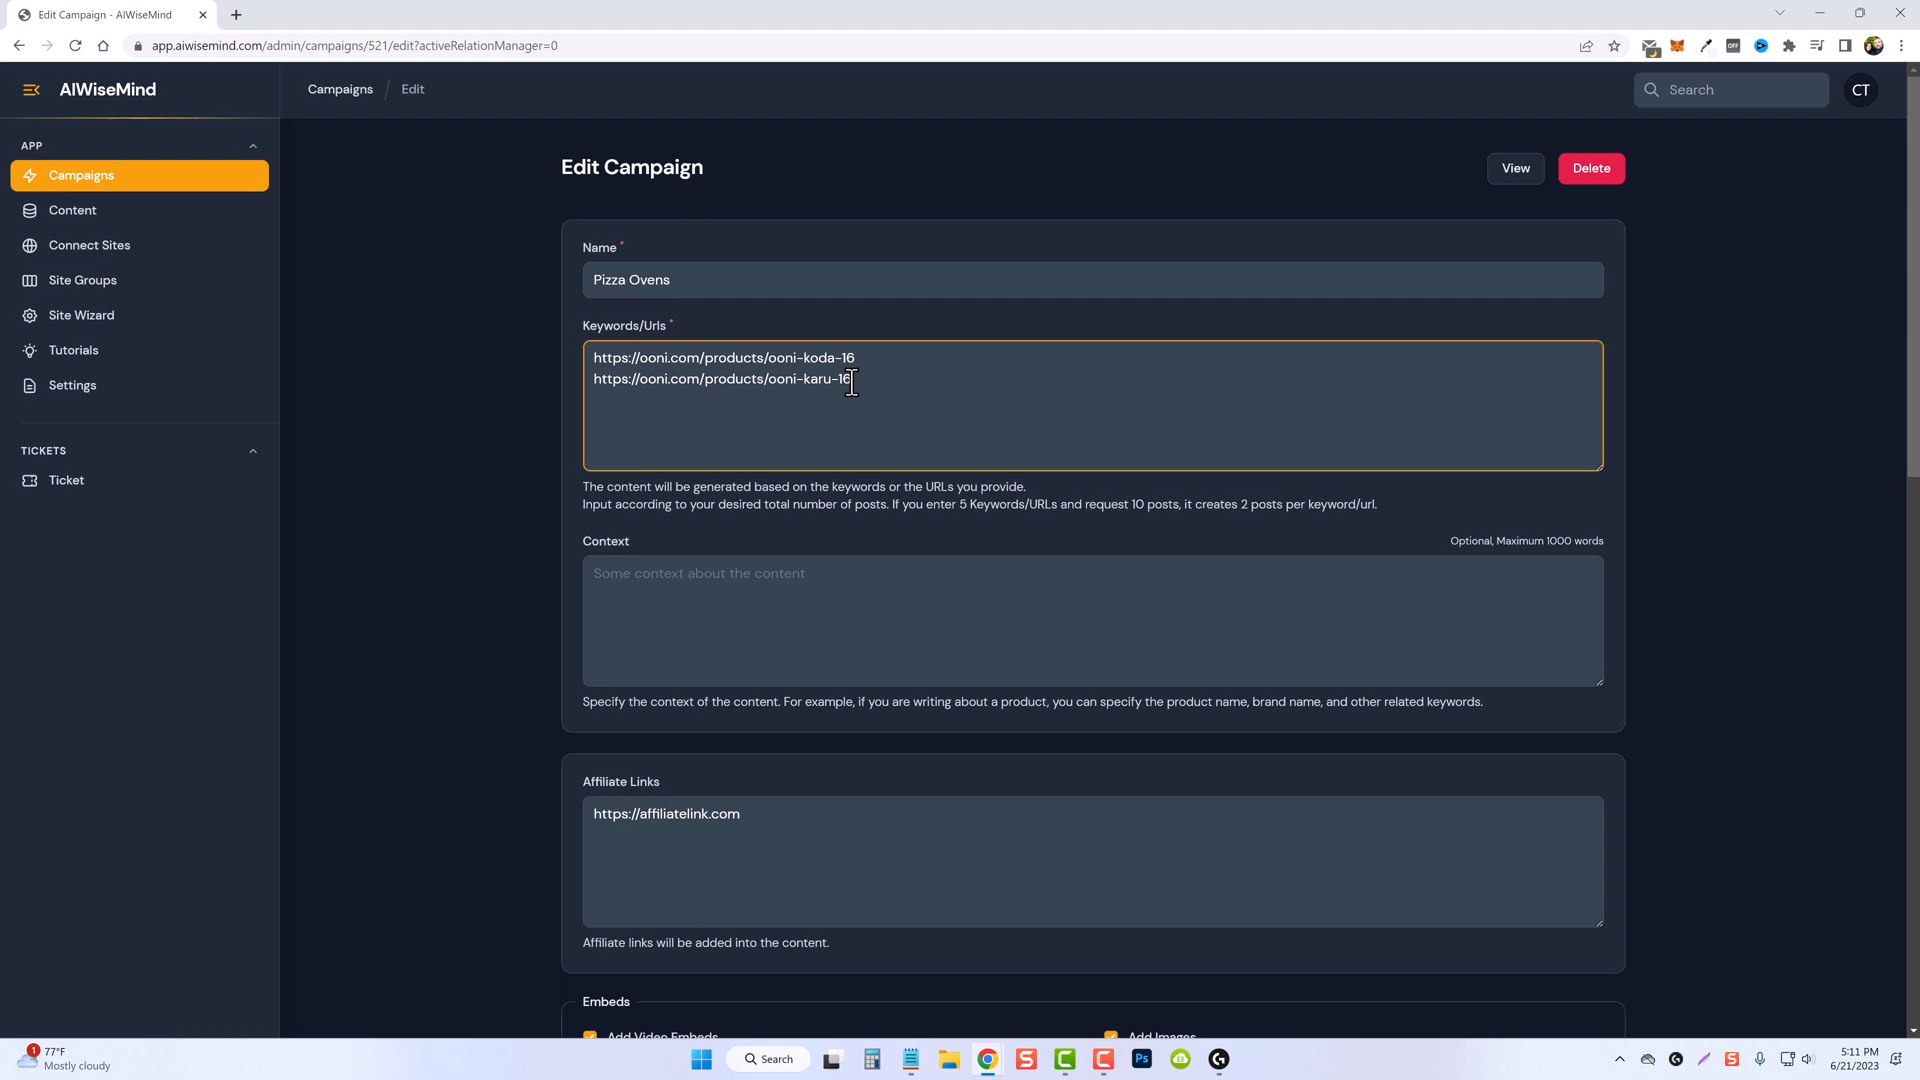 Edit Campaign - AIWiseMind
app.aiwisemind.com/admin/campaigns/521/edit?activeRelationManager=0
AIWiseMind
Campaigns / Edit
Search
CT
APP
Campaigns
Content
Connect Sites
Site Groups
Site Wizard
Tutorials
Settings
TICKETS
Ticket
Edit Campaign
View
Delete
Name *
Pizza Ovens
Keywords/Urls *
https://ooni.com/products/ooni-koda-16
https://ooni.com/products/ooni-karu-16
The content will be generated based on the keywords or the URLs you provide.
Input according to your desired total number of posts. If you enter 5 Keywords/URLs and request 10 posts, it creates 2 posts per keyword/url.
Context
Optional, Maximum 1000 words
Some context about the content
Specify the context of the content. For example, if you are writing about a product, you can specify the product name, brand name, and other related keywords.
Affiliate Links
https://affiliatelink.com
Affiliate links will be added into the content.
Embeds
Add Video Embeds
Add Images
1
77°F
Mostly cloudy
Search
Ps
5:11 PM
6/21/2023